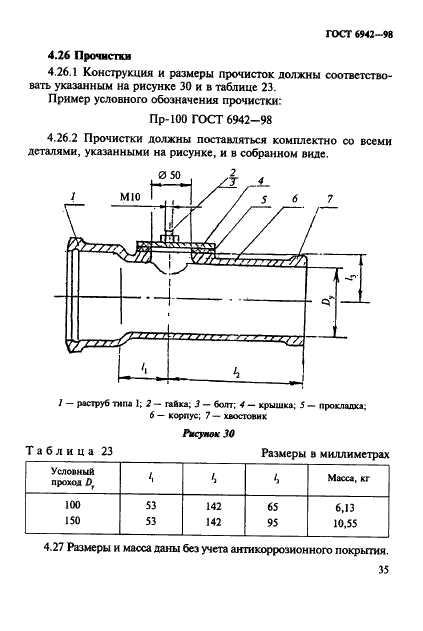 ГОСТ 6942—98
4.26 Прочистки
4.26.1 Конструкция и размеры прочисток должны соответство-
вать указанным на рисунке 30 и в таблице 23.
Пример условного обозначения прочистки:
Пр-100 ГОСТ 6942—98
4.26.2 Прочистки должны поставляться комплектно со всеми
деталями, указанными на рисунке, и в собранном виде.
Ø 50
M10
1
2
3
4
5
6
7
l₃
Dy
l₁
l₂
1 — раструб типа 1; 2 — гайка; 3 — болт; 4 — крышка; 5 — прокладка;
6 — корпус; 7 — хвостовик
Рисунок 30
Таблица 23 Размеры в миллиметрах
Условный
проход Dy l₁ l₂ l₃ Масса, кг
100 53 142 65 6,13
150 53 142 95 10,55
4.27 Размеры и масса даны без учета антикоррозионного покрытия.
35